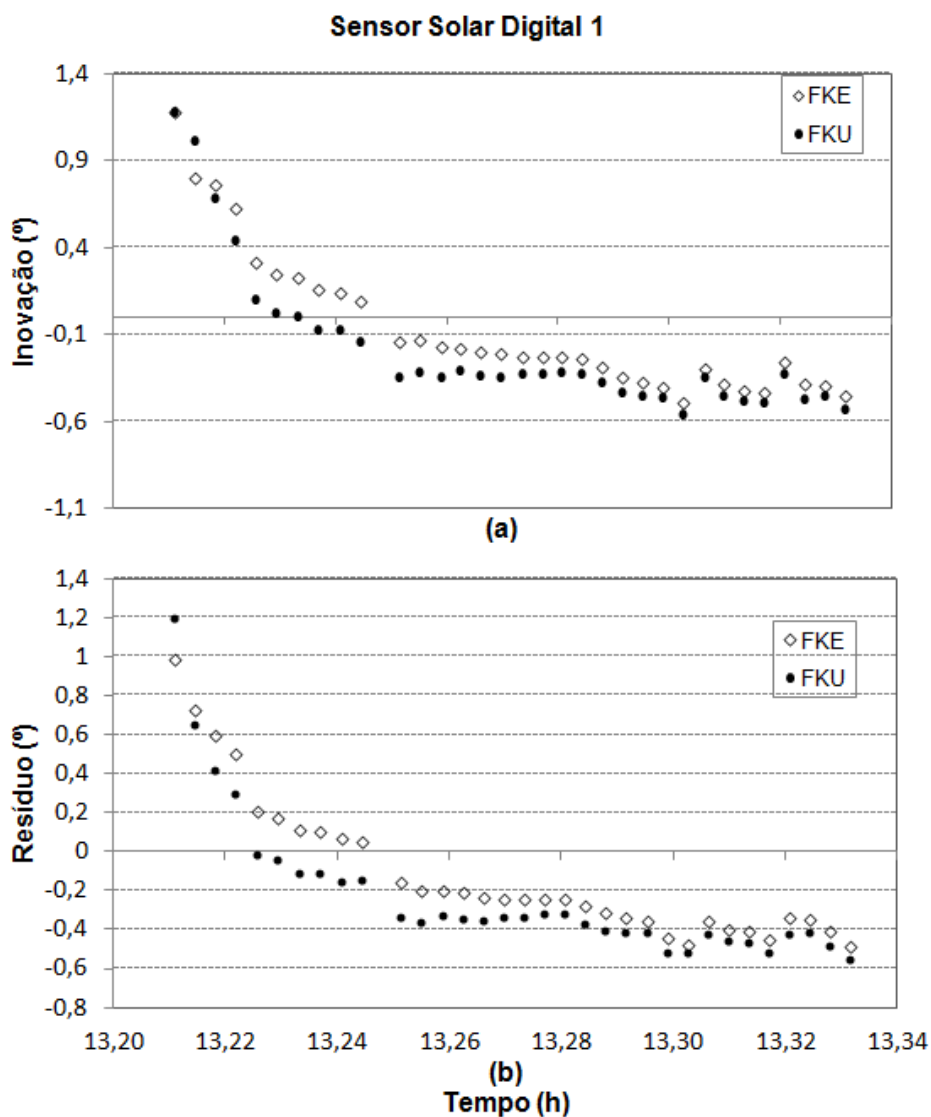 Sensor Solar Digital 1
1,4
0,9
0,4
-0,1
-0,6
-1,1
Inovação (º)
FKE
FKU
(a)
1,4
1,2
1
0,8
0,6
0,4
0,2
0
-0,2
-0,4
-0,6
-0,8
Resíduo (º)
FKE
FKU
13,20 13,22 13,24 13,26 13,28 13,30 13,32 13,34
(b)
Tempo (h)